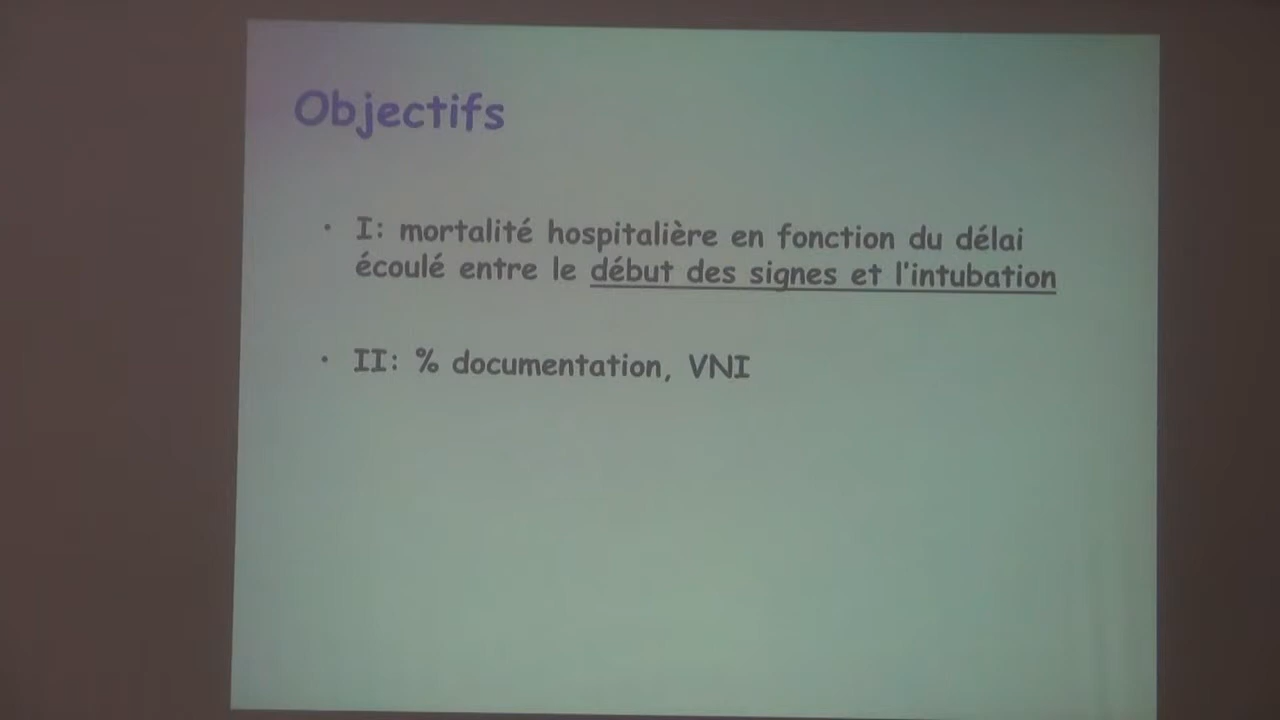 Objectifs
• I: mortalité hospitalière en fonction du délai
écoulé entre le début des signes et l'intubation
• II: % documentation, VNI